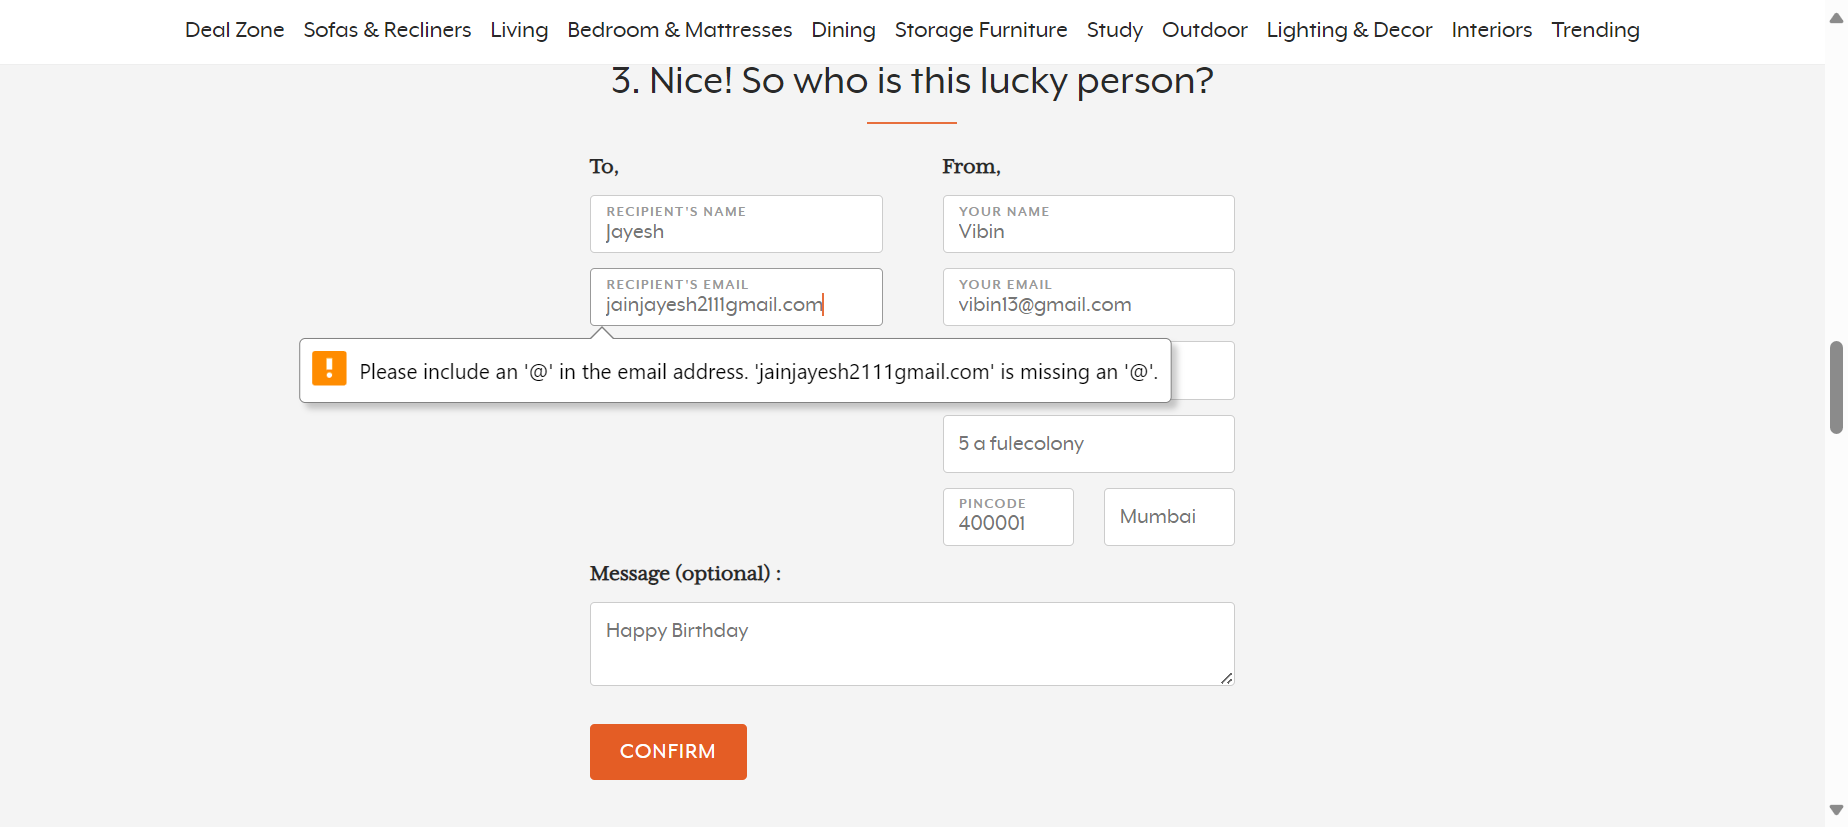 Deal Zone Sofas & Recliners Living Bedroom & Mattresses Dining Storage Furniture Study Outdoor Lighting & Decor Interiors Trending
3. Nice! So who is this lucky person?
To,
RECIPIENT'S NAME
Jayesh
RECIPIENT'S EMAIL
jainjayesh2111gmail.com
Please include an '@' in the email address. 'jainjayesh2111gmail.com' is missing an '@'.
From,
YOUR NAME
Vibin
YOUR EMAIL
vibin13@gmail.com
5 a fulecolony
PINCODE
400001
Mumbai
Message (optional) :
Happy Birthday
CONFIRM